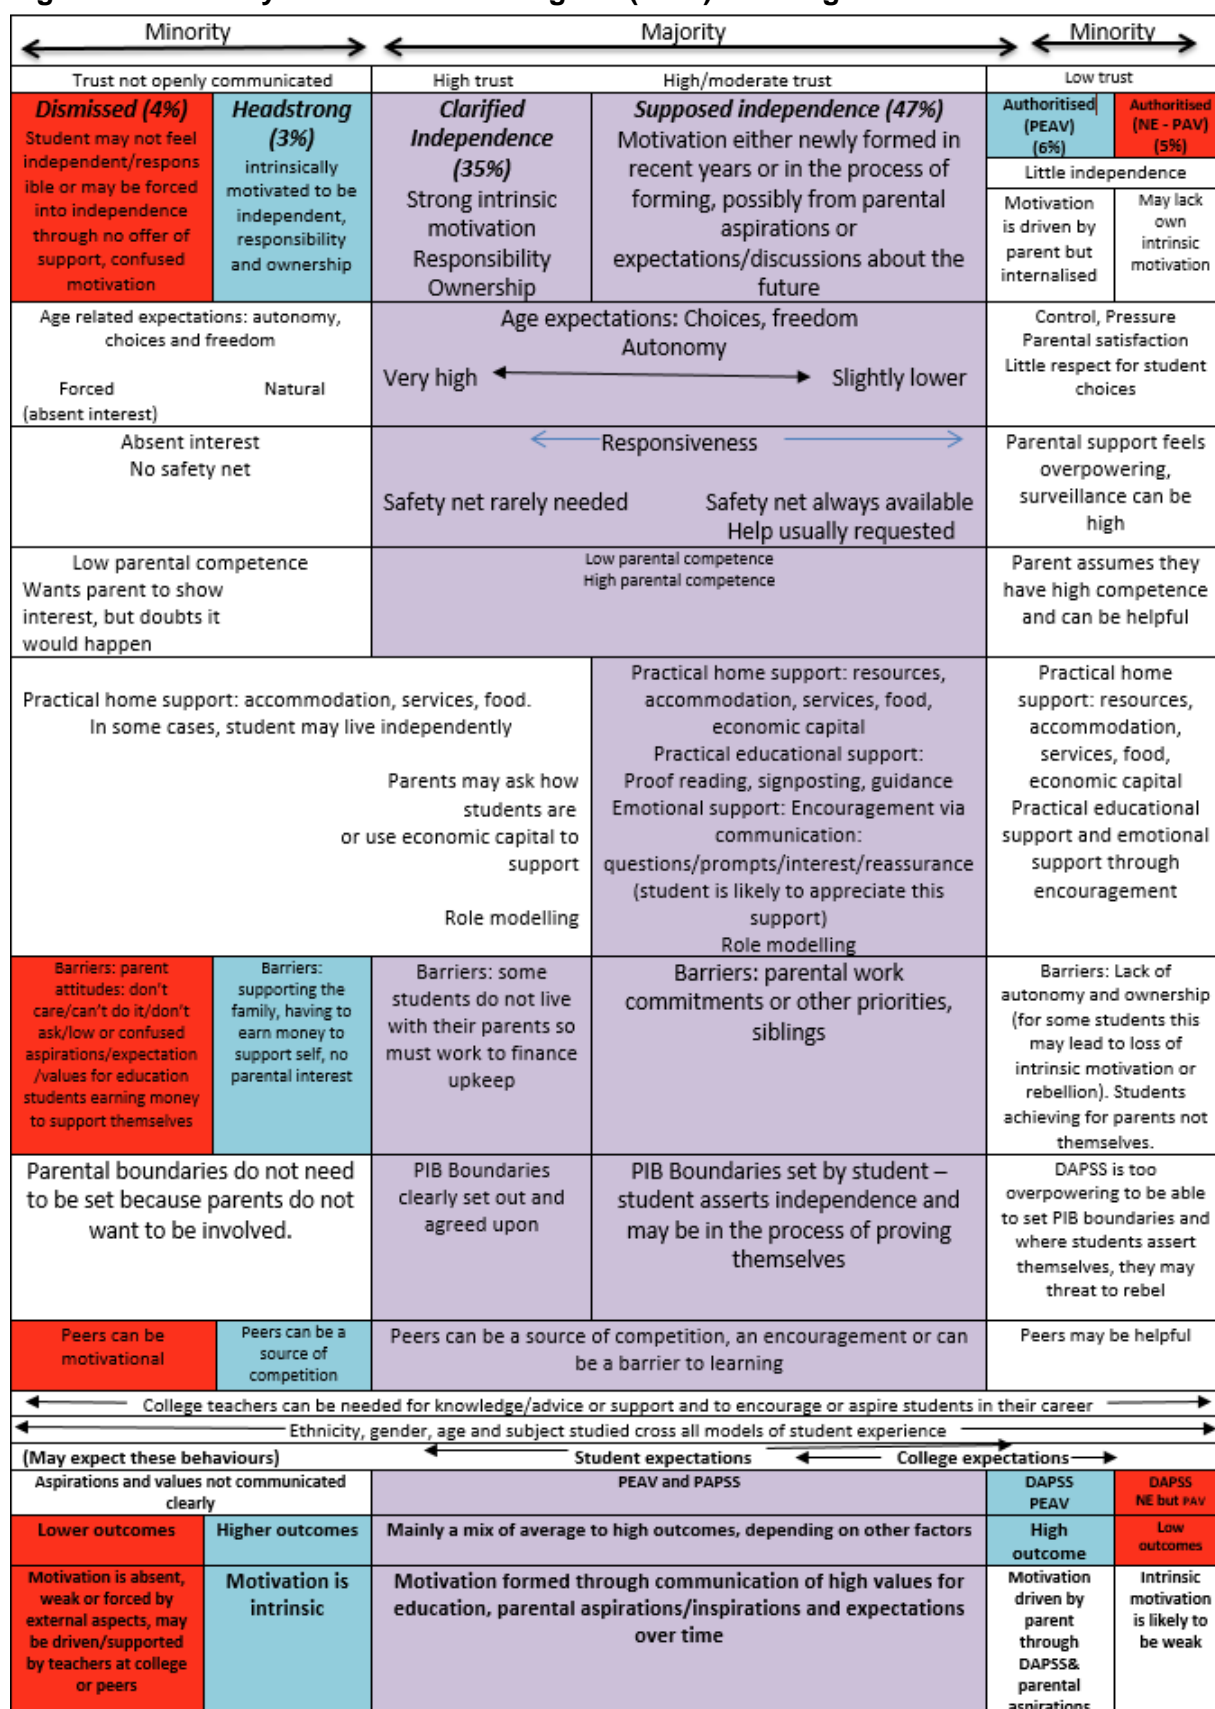 Minority
Majority
Minority
Trust not openly communicated
High trust
High/moderate trust
Low trust
Dismissed (4%)
Student may not feel
independent/respons
ible or may be forced
into independence
through no offer of
support, confused
motivation
Headstrong
(3%)
intrinsically
motivated to be
independent,
responsibility
and ownership
Clarified
Independence
(35%)
Strong intrinsic
motivation
Responsibility
Ownership
Supposed independence (47%)
Motivation either newly formed in
recent years or in the process of
forming, possibly from parental
aspirations or
expectations/discussions about the
future
Authoritised
(PEAV)
(6%)
Authoritised
(NE - PAV)
(5%)
Little independence
Motivation
is driven by
parent but
internalised
May lack
own
intrinsic
motivation
Age related expectations: autonomy,
choices and freedom
Forced Natural
(absent interest)
Age expectations: Choices, freedom
Autonomy
Very high Slightly lower
Control, Pressure
Parental satisfaction
Little respect for student
choices
Absent interest
No safety net
Responsiveness
Safety net rarely needed Safety net always available
Help usually requested
Parental support feels
overpowering,
surveillance can be
high
Low parental competence
Wants parent to show
interest, but doubts it
would happen
Low parental competence
High parental competence
Parent assumes they
have high competence
and can be helpful
Practical home support: accommodation, services, food.
In some cases, student may live independently
Parents may ask how
students are
or use economic capital to
support
Role modelling
Practical home support: resources,
accommodation, services, food,
economic capital
Practical educational support:
Proof reading, signposting, guidance
Emotional support: Encouragement via
communication:
questions/prompts/interest/reassurance
(student is likely to appreciate this
support)
Role modelling
Practical home
support: resources,
accommodation,
services, food,
economic capital
Practical educational
support and emotional
support through
encouragement
Barriers: parent
attitudes: don't
care/can't do it/don't
ask/low or confused
aspirations/expectation
/values for education
students earning money
to support themselves
Barriers:
supporting the
family, having to
earn money to
support self, no
parental interest
Barriers: some
students do not live
with their parents so
must work to finance
upkeep
Barriers: parental work
commitments or other priorities,
siblings
Barriers: Lack of
autonomy and ownership
(for some students this
may lead to loss of
intrinsic motivation or
rebellion). Students
achieving for parents not
themselves.
Parental boundaries do not need
to be set because parents do not
want to be involved.
PIB Boundaries
clearly set out and
agreed upon
PIB Boundaries set by student –
student asserts independence and
may be in the process of proving
themselves
DAPSS is too
overpowering to be able
to set PIB boundaries and
where students assert
themselves, they may
threat to rebel
Peers can be
motivational
Peers can be a
source of
competition
Peers can be a source of competition, an encouragement or can
be a barrier to learning
Peers may be helpful
College teachers can be needed for knowledge/advice or support and to encourage or aspire students in their career
Ethnicity, gender, age and subject studied cross all models of student experience
(May expect these behaviours) Student expectations College expectations
Aspirations and values not communicated
clearly
PEAV and PAPSS
DAPSS
PEAV
DAPSS
NE but PAV
Lower outcomes
Higher outcomes
Mainly a mix of average to high outcomes, depending on other factors
High
outcome
Low
outcomes
Motivation is absent,
weak or forced by
external aspects, may
be driven/supported
by teachers at college
or peers
Motivation is
intrinsic
Motivation formed through communication of high values for
education, parental aspirations/inspirations and expectations
over time
Motivation
driven by
parent
through
DAPSS&
parental
aspirations
Intrinsic
motivation
is likely to
be weak